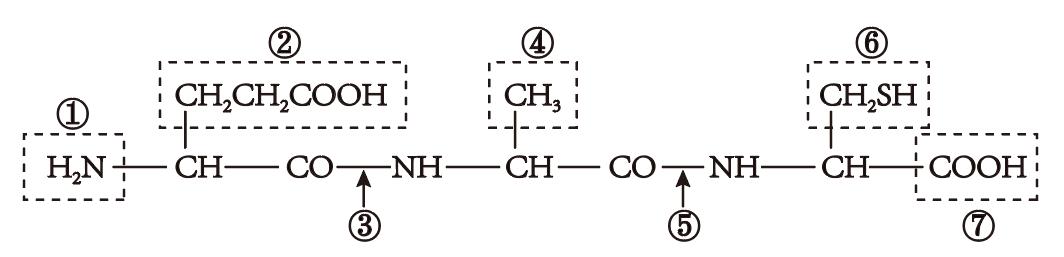 ② ④ ⑥
① CH₂CH₂COOH CH₃ CH₂SH
H₂N CH CO NH CH CO NH CH COOH
③ ⑤ ⑦